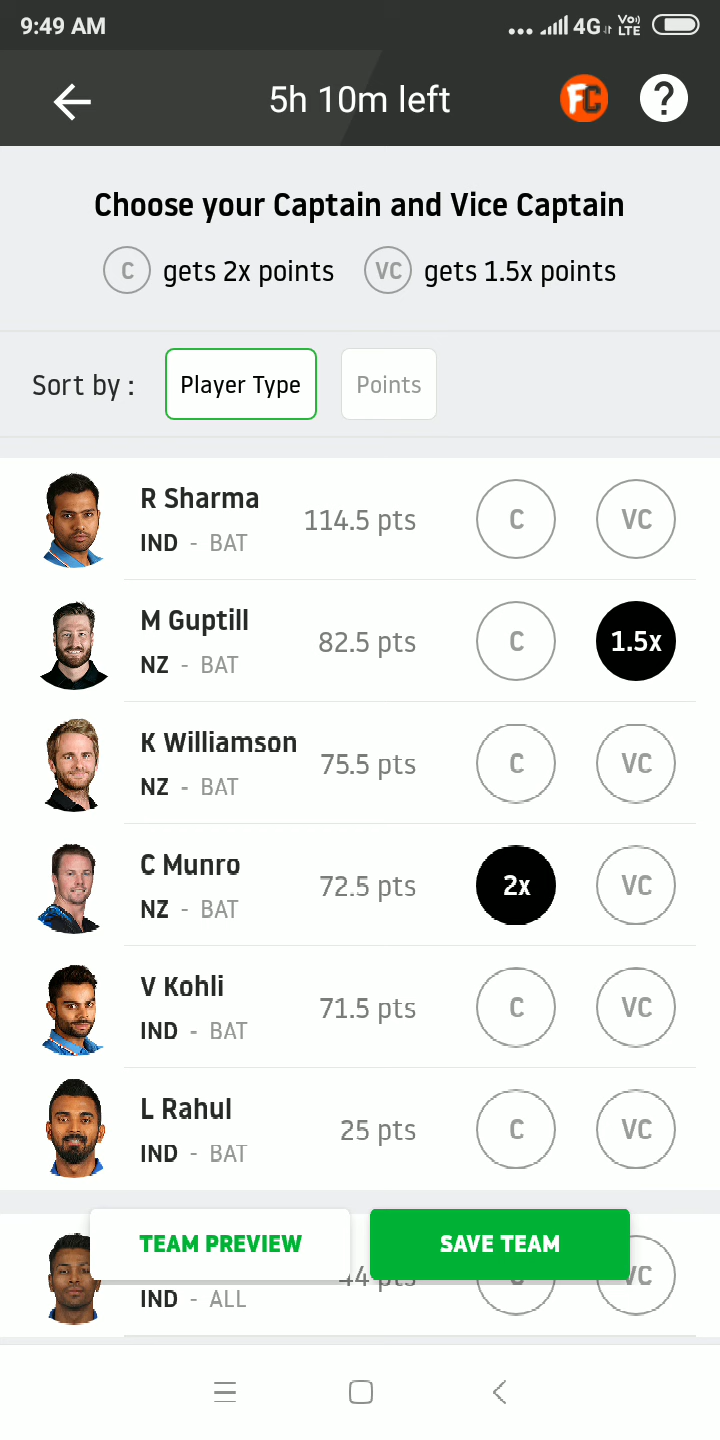 9:49 AM 4G VoLTE
5h 10m left FC ?
Choose your Captain and Vice Captain
C gets 2x points VC gets 1.5x points
Sort by : Player Type Points
R Sharma
114.5 pts C VC
IND - BAT
M Guptill
82.5 pts C 1.5x
NZ - BAT
K Williamson
75.5 pts C VC
NZ - BAT
C Munro
72.5 pts 2x VC
NZ - BAT
V Kohli
71.5 pts C VC
IND - BAT
L Rahul
25 pts C VC
IND - BAT
TEAM PREVIEW SAVE TEAM
44 pts VC
IND - ALL